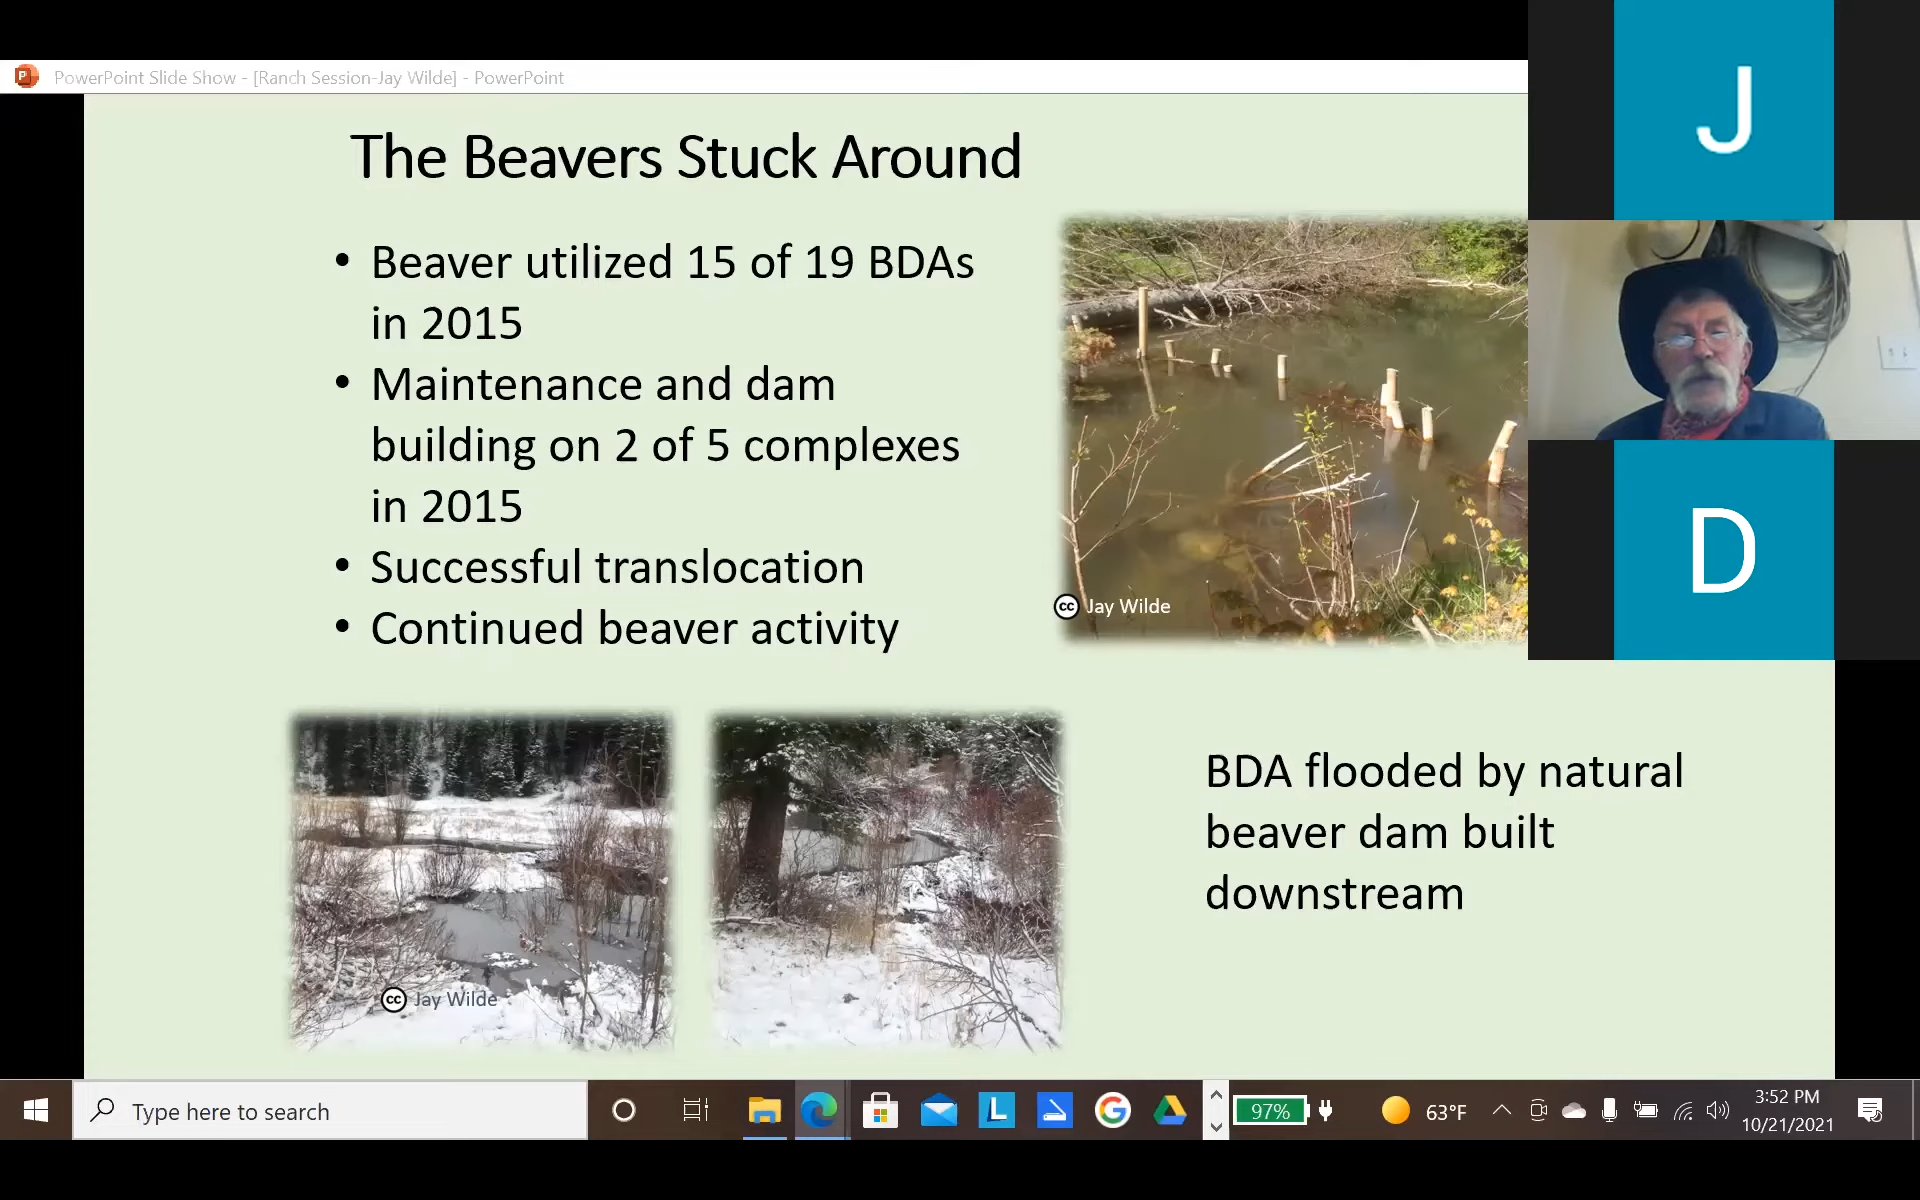 PowerPoint Slide Show - [Ranch Session-Jay Wilde] - PowerPoint
J
The Beavers Stuck Around
• Beaver utilized 15 of 19 BDAs
in 2015
• Maintenance and dam
building on 2 of 5 complexes
in 2015
• Successful translocation
• Continued beaver activity
cc Jay Wilde
D
cc Jay Wilde
BDA flooded by natural
beaver dam built
downstream
Type here to search
L
G
97%
63°F
3:52 PM
10/21/2021